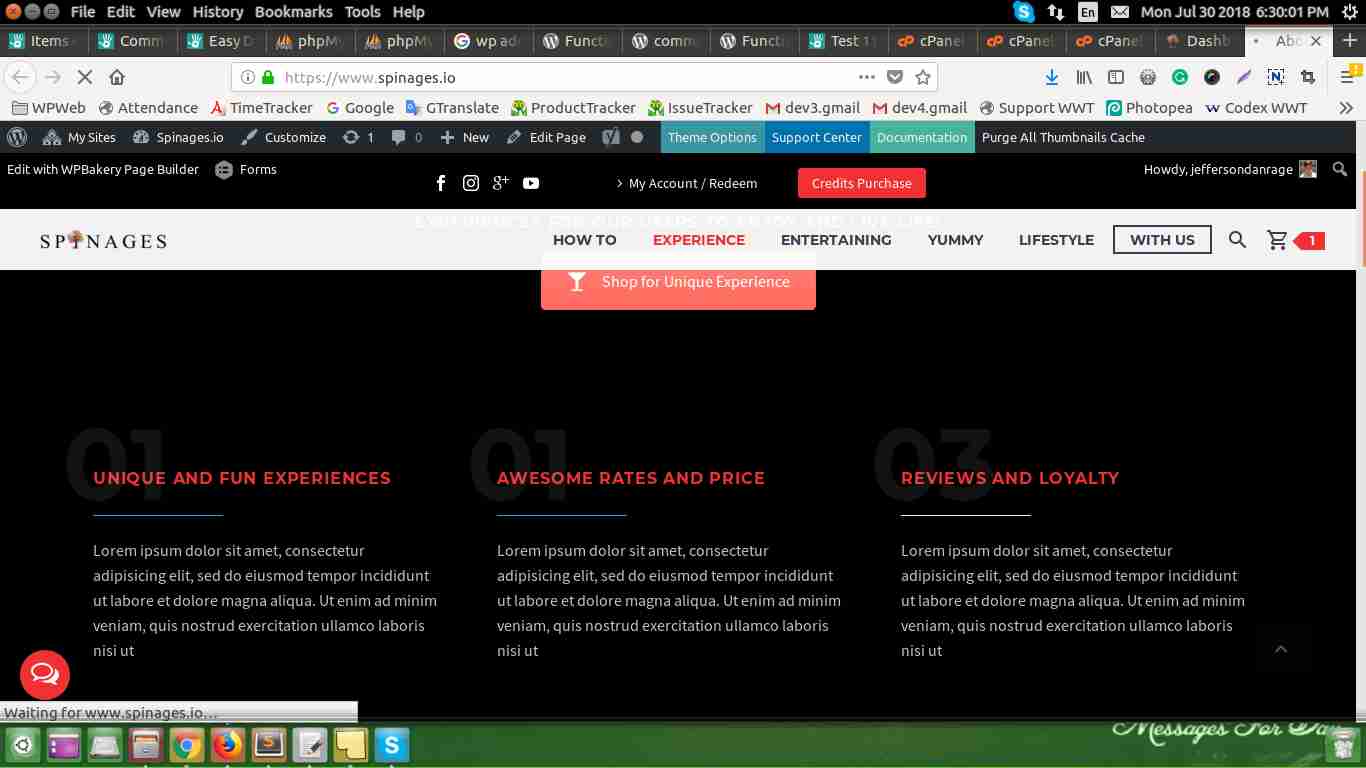 File Edit View History Bookmarks Tools Help
En
Mon Jul 30 2018 6:30:01 PM
Items Comm Easy D phpMy phpMy wp add Functi comm Functi Test 1 cPanel cPanel cPanel Dashb Abo
https://www.spinages.io
WPWeb Attendance TimeTracker Google GTranslate ProductTracker IssueTracker dev3.gmail dev4.gmail Support WWT Photopea Codex WWT
My Sites Spinages.io Customize 1 0 New Edit Page Theme Options Support Center Documentation Purge All Thumbnails Cache
Edit with WPBakery Page Builder Forms
Howdy, jeffersondanrage
My Account / Redeem
Credits Purchase
EXPERIENCES FOR OUR USERS TO ENJOY AND LIVE LIFE
SPINAGES
HOW TO EXPERIENCE ENTERTAINING YUMMY LIFESTYLE WITH US 1
Shop for Unique Experience
01
UNIQUE AND FUN EXPERIENCES
Lorem ipsum dolor sit amet, consectetur
adipisicing elit, sed do eiusmod tempor incididunt
ut labore et dolore magna aliqua. Ut enim ad minim
veniam, quis nostrud exercitation ullamco laboris
nisi ut
01
AWESOME RATES AND PRICE
Lorem ipsum dolor sit amet, consectetur
adipisicing elit, sed do eiusmod tempor incididunt
ut labore et dolore magna aliqua. Ut enim ad minim
veniam, quis nostrud exercitation ullamco laboris
nisi ut
03
REVIEWS AND LOYALTY
Lorem ipsum dolor sit amet, consectetur
adipisicing elit, sed do eiusmod tempor incididunt
ut labore et dolore magna aliqua. Ut enim ad minim
veniam, quis nostrud exercitation ullamco laboris
nisi ut
Waiting for www.spinages.io...
Messages For Day